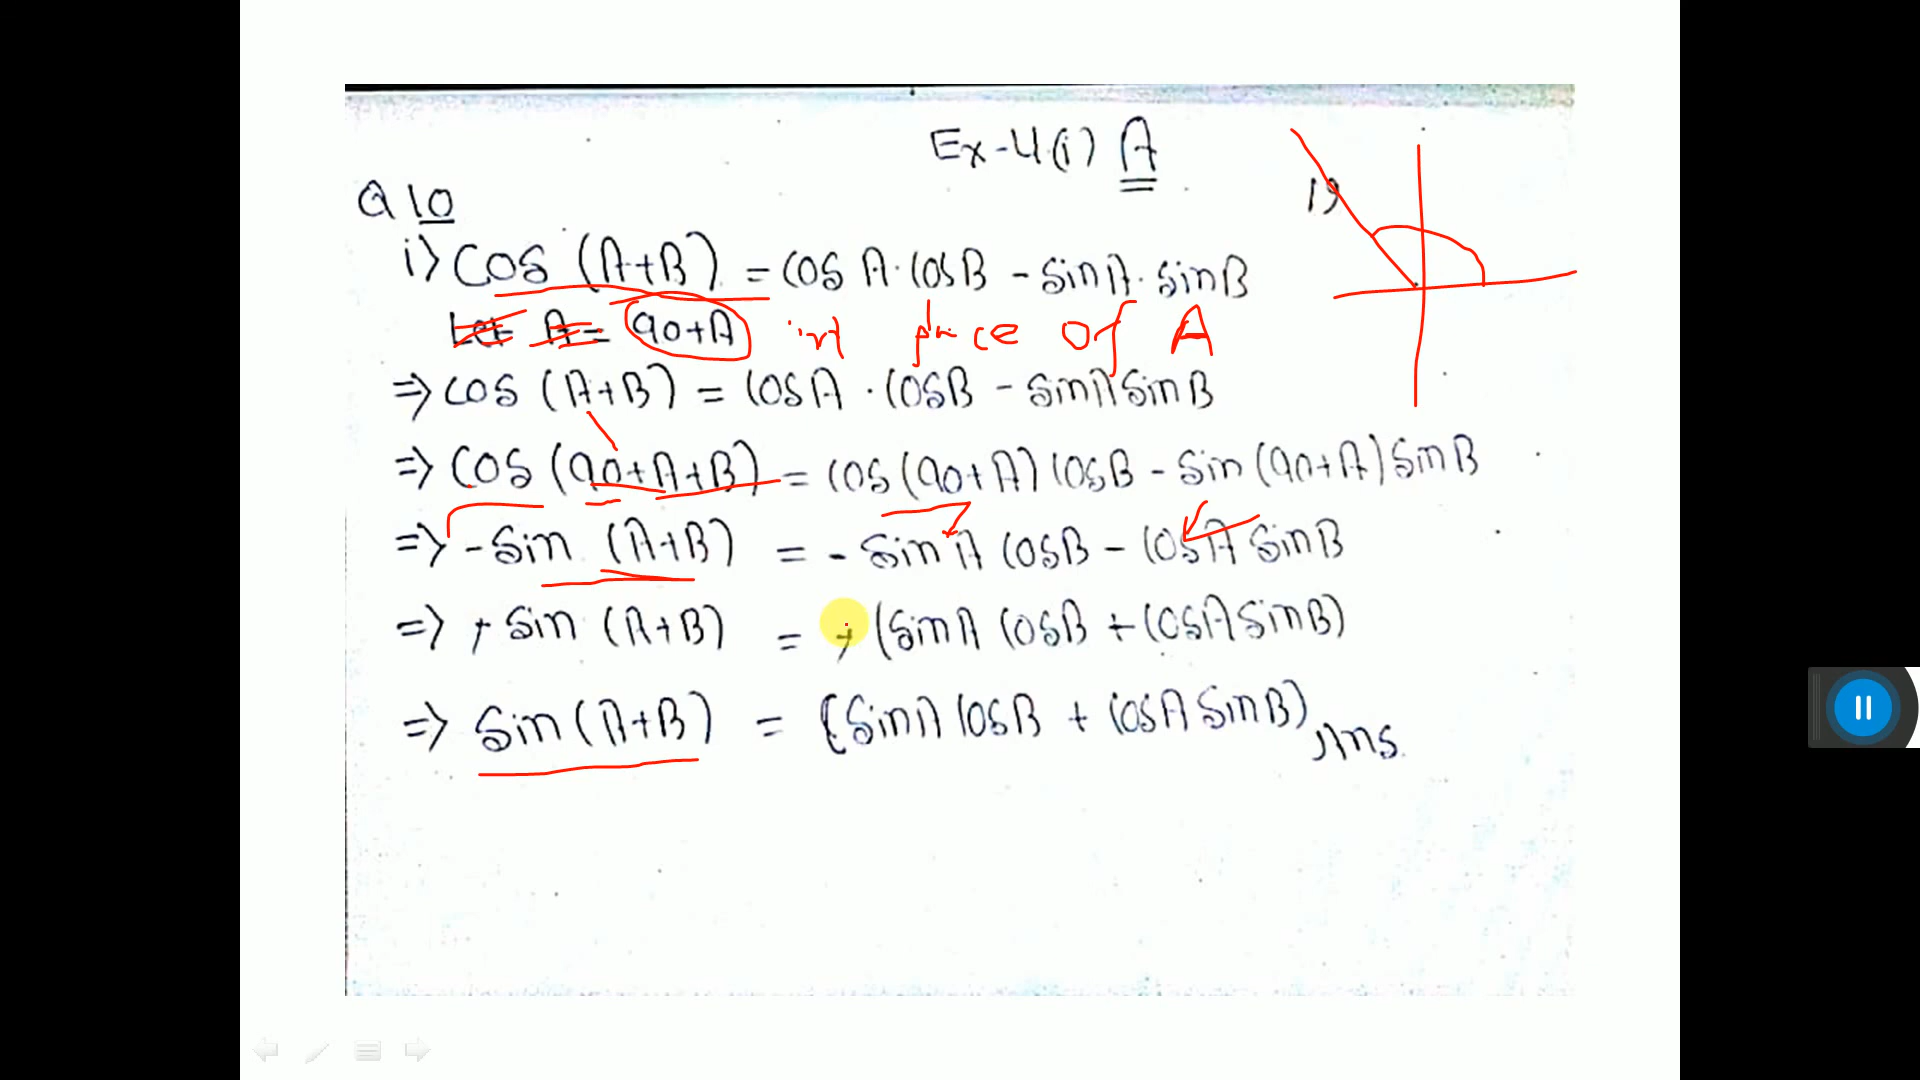 Ex-4(i) A
Q 10
1)
i) Cos (A+B) = Cos A · Cos B - Sin A · Sin B
Let A = 90+A in place of A
⇒ Cos (A+B) = Cos A · Cos B - Sin A Sin B
⇒ Cos (90+A+B) = Cos (90+A) Cos B - Sin (90+A) Sin B
⇒ - Sin (A+B) = - Sin A Cos B - Cos A Sin B
⇒ + Sin (A+B) = + (Sin A Cos B + Cos A Sin B)
⇒ Sin (A+B) = {Sin A Cos B + Cos A Sin B) Ans.